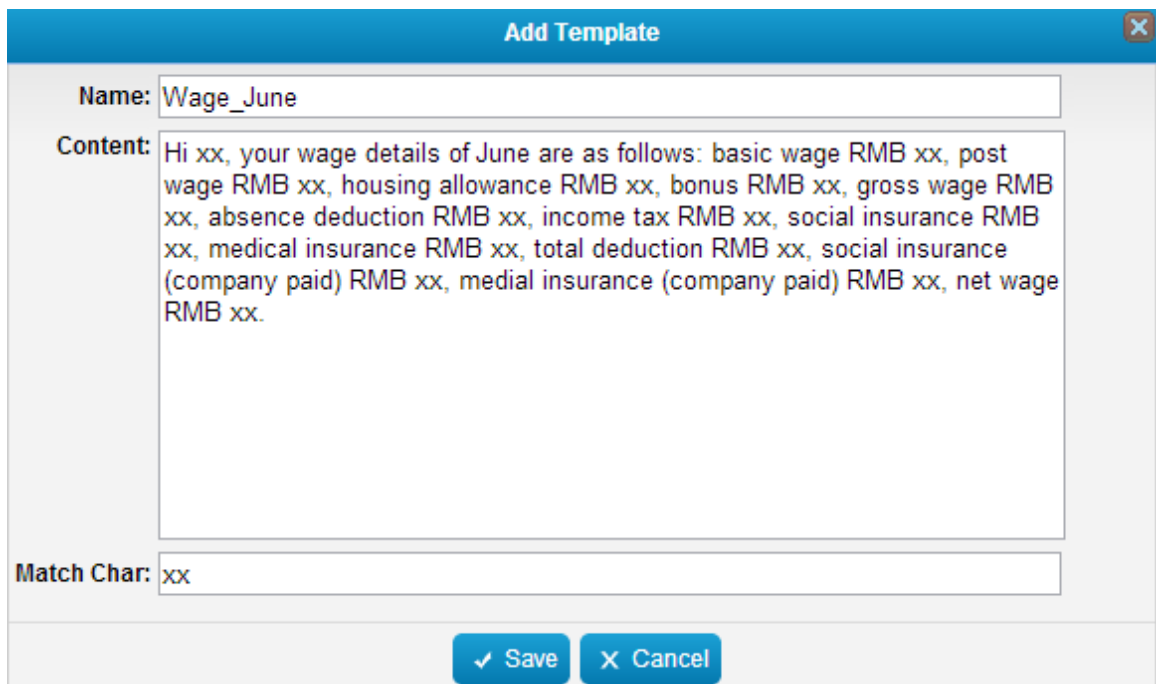 Add Template
Name: Wage_June
Content: Hi xx, your wage details of June are as follows: basic wage RMB xx, post
wage RMB xx, housing allowance RMB xx, bonus RMB xx, gross wage RMB
xx, absence deduction RMB xx, income tax RMB xx, social insurance RMB
xx, medical insurance RMB xx, total deduction RMB xx, social insurance
(company paid) RMB xx, medial insurance (company paid) RMB xx, net wage
RMB xx.
Match Char: xx
Save Cancel